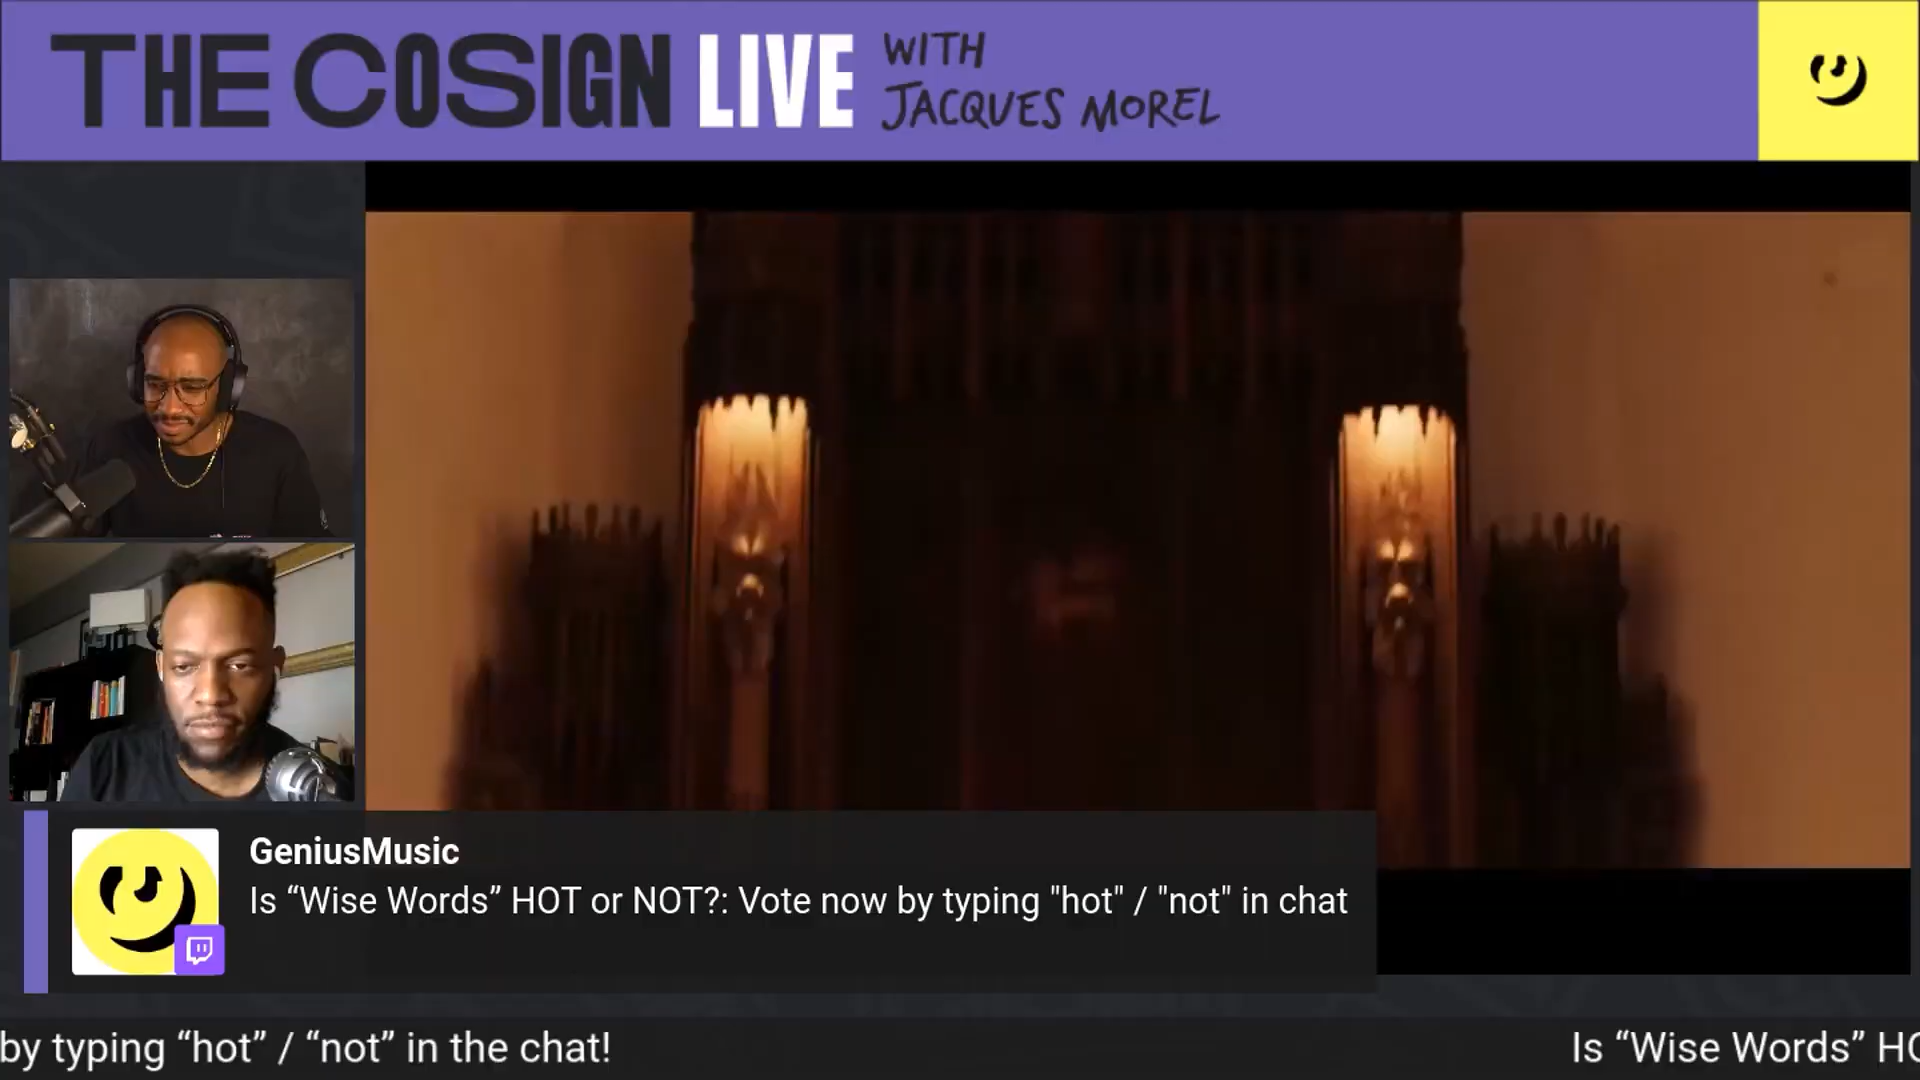 THE COSIGN LIVE WITH
JACQUES MOREL
GeniusMusic
Is “Wise Words” HOT or NOT?: Vote now by typing "hot" / "not" in chat
by typing “hot” / “not” in the chat!
Is “Wise Words” HO